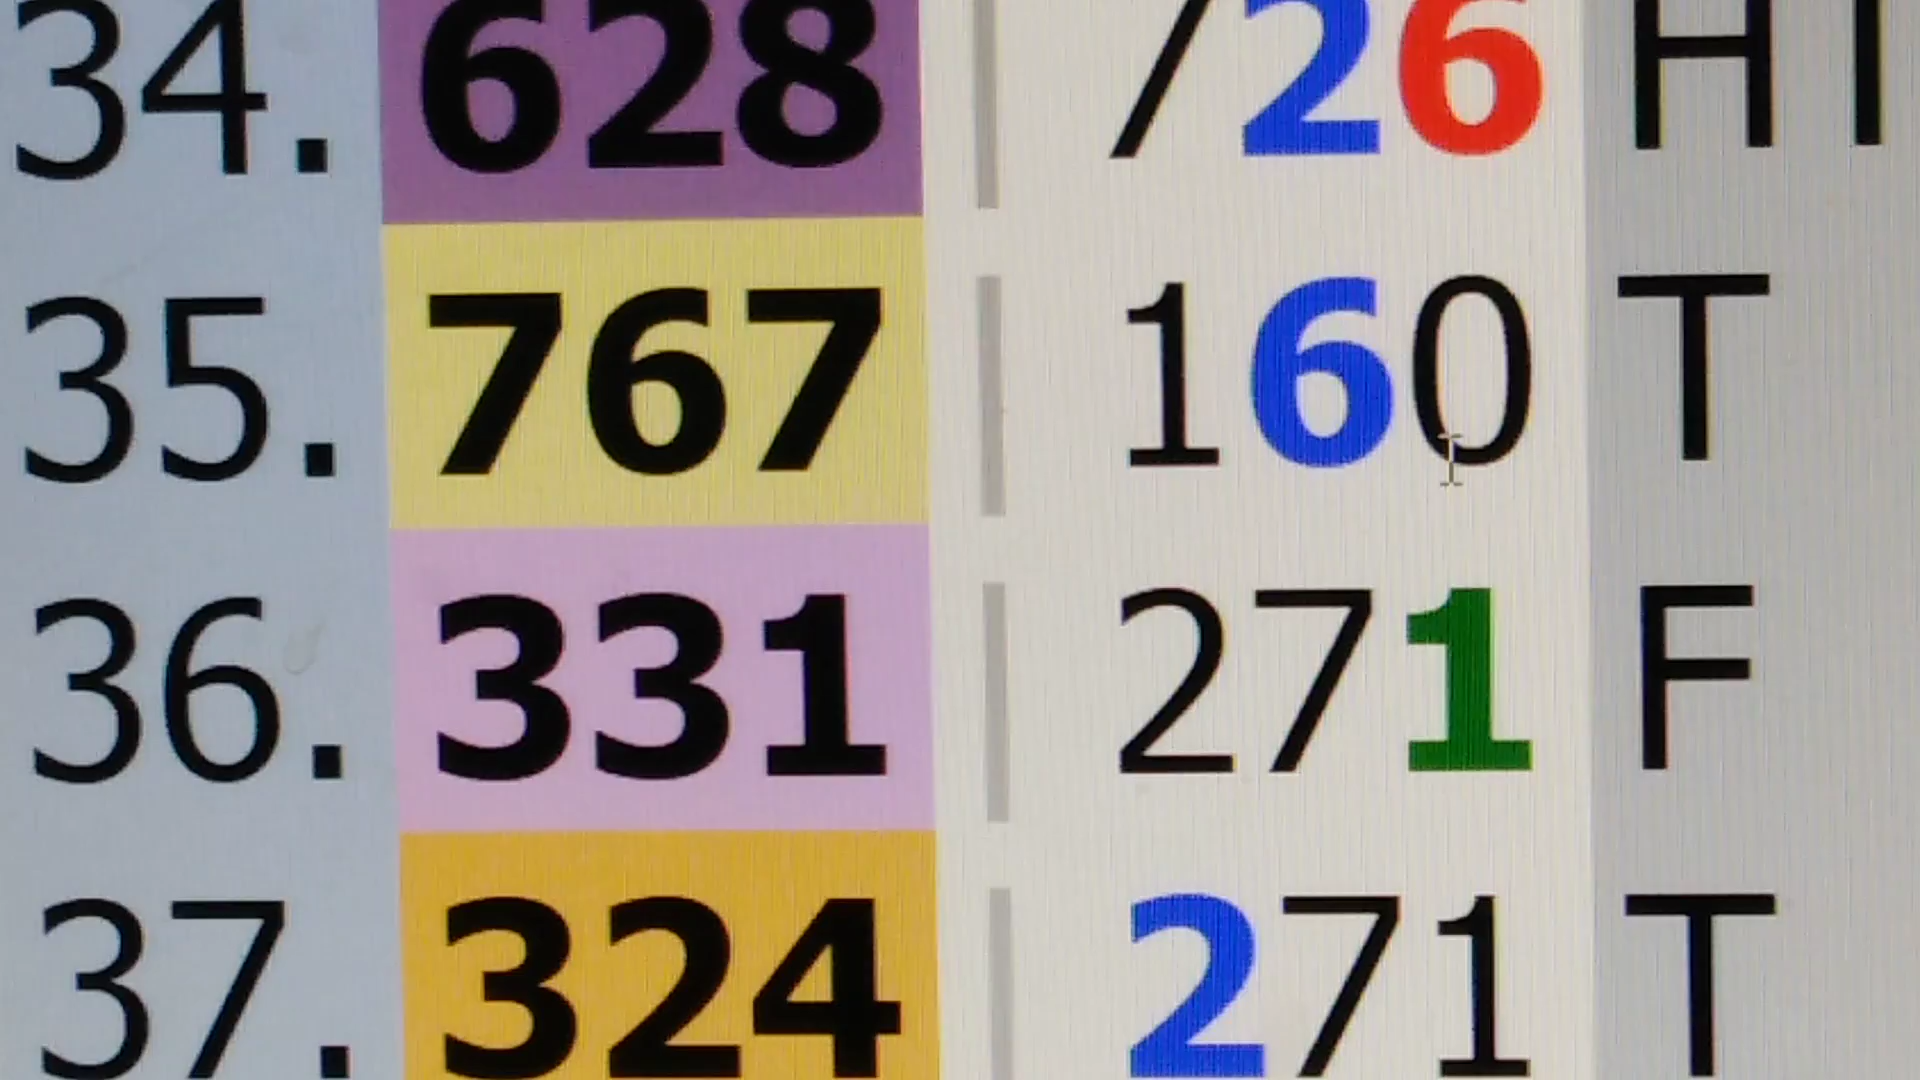 34. 628 | 726
35. 767 | 160 T
36. 331 | 271 F
37. 324 | 271 T